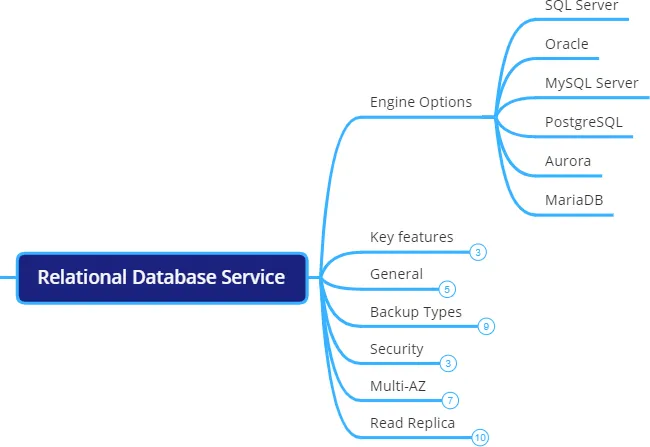 SQL Server
Oracle
MySQL Server
Engine Options
PostgreSQL
Aurora
MariaDB
Relational Database Service
Key features
3
General
5
Backup Types
9
Security
3
Multi-AZ
7
Read Replica
10